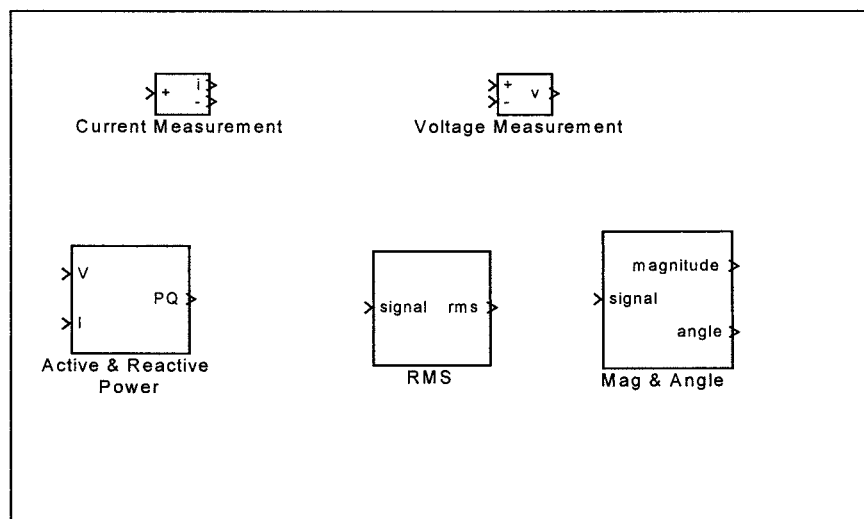 + i
-
Current Measurement
+
- v
Voltage Measurement
V
PQ
I
Active & Reactive
Power
signal rms
RMS
magnitude
signal
angle
Mag & Angle